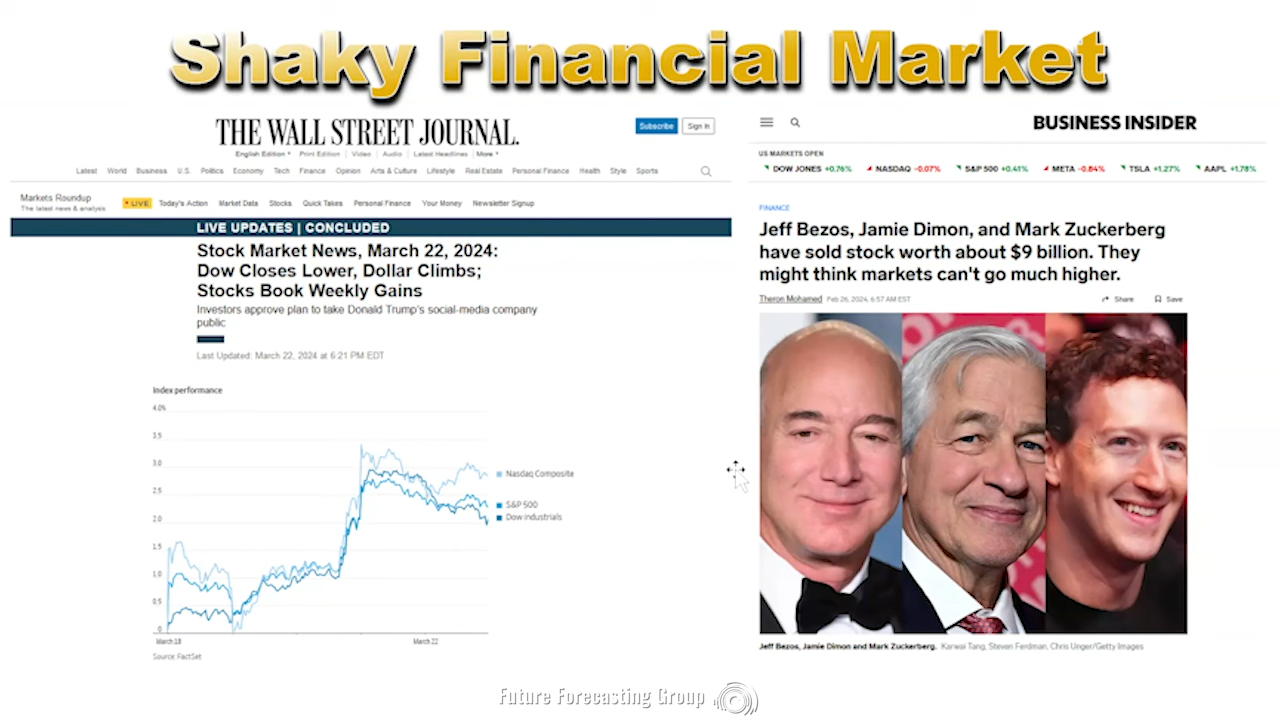 Shaky Financial Market
THE WALL STREET JOURNAL.
Subscribe
Sign In
English Edition
Print Edition
Video
Audio
Latest Headlines
More
Latest
World
Business
U.S.
Politics
Economy
Tech
Finance
Opinion
Arts & Culture
Lifestyle
Real Estate
Personal Finance
Health
Style
Sports
Markets Roundup
The latest news & analysis
• LIVE
Today's Action
Market Data
Stocks
Quick Takes
Personal Finance
Your Money
Newsletter Signup
LIVE UPDATES | CONCLUDED
Stock Market News, March 22, 2024:
Dow Closes Lower, Dollar Climbs;
Stocks Book Weekly Gains
Investors approve plan to take Donald Trump's social-media company
public
Last Updated: March 22, 2024 at 6:21 PM EDT
Index performance
4.0%
3.5
3.0
2.5
2.0
1.5
1.0
0.5
0
Nasdaq Composite
S&P 500
Dow industrials
March 18
March 22
Source: FactSet
BUSINESS INSIDER
US MARKETS OPEN
DOW JONES +0.76%
NASDAQ -0.07%
S&P 500 +0.41%
META -0.84%
TSLA +1.27%
AAPL +1.78%
FINANCE
Jeff Bezos, Jamie Dimon, and Mark Zuckerberg
have sold stock worth about $9 billion. They
might think markets can't go much higher.
Theron Mohamed Feb 26, 2024, 6:57 AM EST
Share
Save
Jeff Bezos, Jamie Dimon and Mark Zuckerberg. Karwai Tang, Steven Ferdman, Chris Unger/Getty Images
Future Forecasting Group